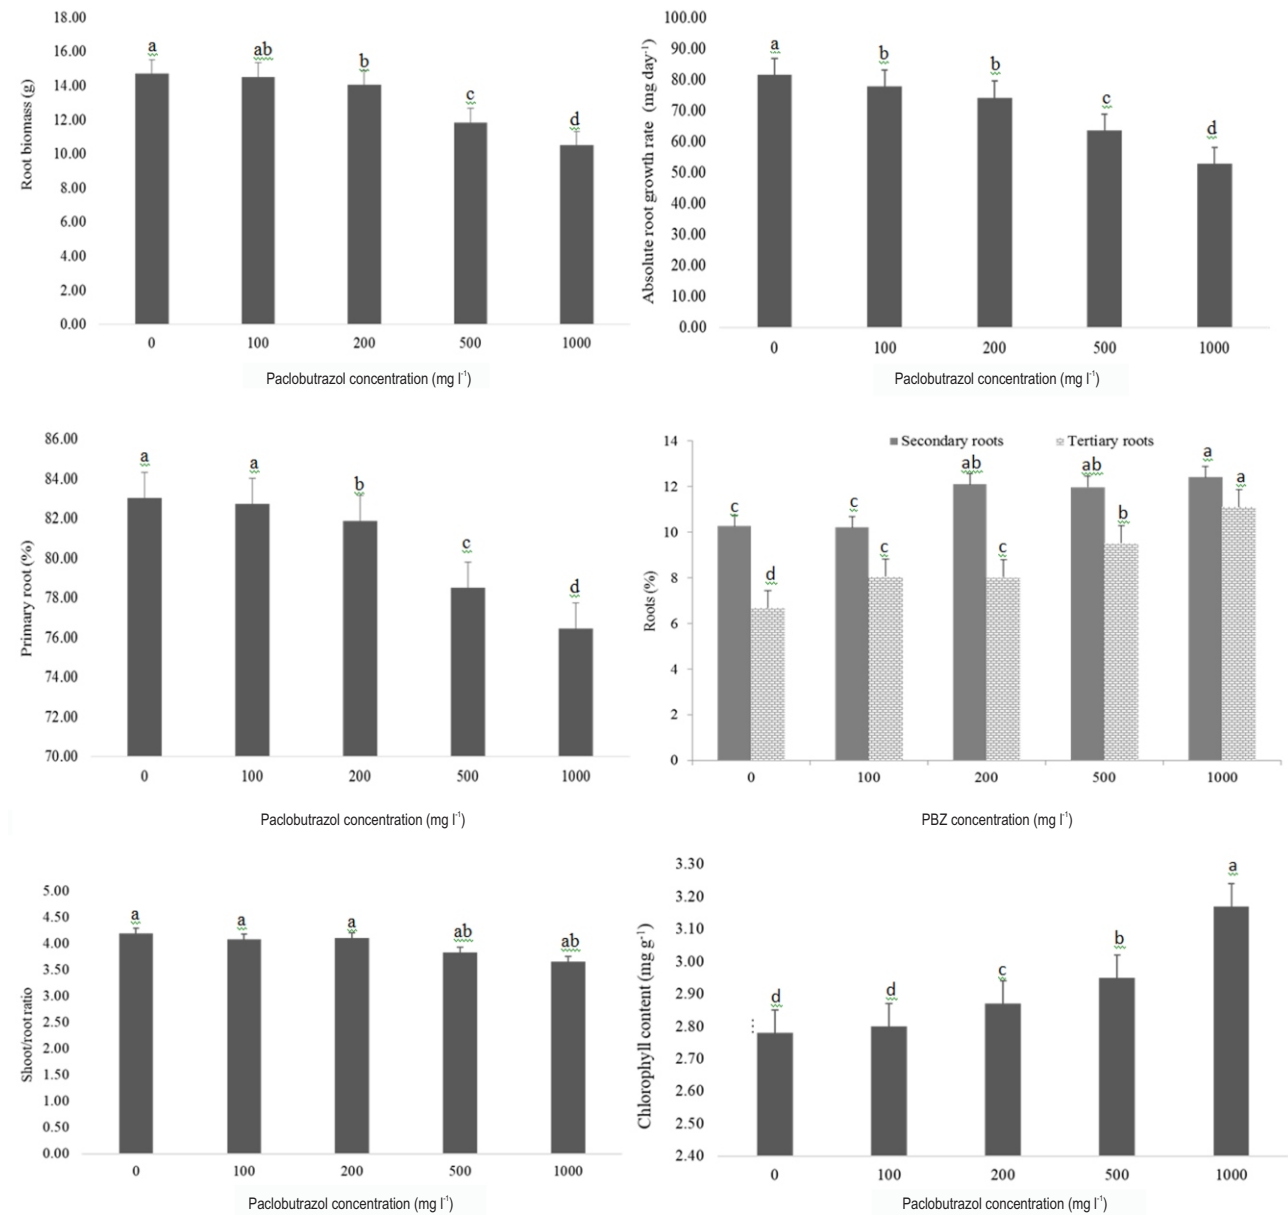 18.00
16.00
14.00
12.00
10.00
8.00
6.00
4.00
2.00
0.00
Root biomass (g)
a
ab
b
c
d
0 100 200 500 1000
Paclobutrazol concentration (mg l⁻¹)
100.00
90.00
80.00
70.00
60.00
50.00
40.00
30.00
20.00
10.00
0.00
Absolute root growth rate (mg day⁻¹)
a
b
b
c
d
0 100 200 500 1000
Paclobutrazol concentration (mg l⁻¹)
86.00
84.00
82.00
80.00
78.00
76.00
74.00
72.00
70.00
Primary root (%)
a
a
b
c
d
0 100 200 500 1000
Paclobutrazol concentration (mg l⁻¹)
Secondary roots Tertiary roots
14
12
10
8
6
4
2
0
Roots (%)
c
d
c
c
ab
c
ab
b
a
a
0 100 200 500 1000
PBZ concentration (mg l⁻¹)
5.00
4.50
4.00
3.50
3.00
2.50
2.00
1.50
1.00
0.50
0.00
Shoot/root ratio
a
a
a
ab
ab
0 100 200 500 1000
Paclobutrazol concentration (mg l⁻¹)
3.30
3.20
3.10
3.00
2.90
2.80
2.70
2.60
2.50
2.40
Chlorophyll content (mg g⁻¹)
d
d
c
b
a
0 100 200 500 1000
Paclobutrazol concentration (mg l⁻¹)